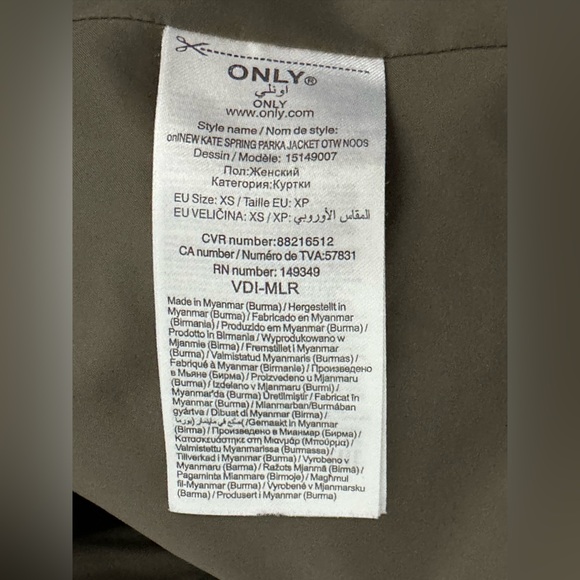 ONLY®
اونلي
ONLY
www.only.com
Style name / Nom de style:
onlNEW KATE SPRING PARKA JACKET OTW NOOS
Dessin / Modèle: 15149007
Пол:Женский
Категория:Куртки
EU Size: XS / Taille EU: XP
EU VELIČINA: XS / XP: المقاس الأوروبي
CVR number:88216512
CA number / Numéro de TVA:57831
RN number: 149349
VDI-MLR
Made in Myanmar (Burma) / Hergestellt in
Myanmar (Burma) / Fabricado en Myanmar
(Birmania) / Produzido em Myanmar (Burma) /
Prodotto in Birmania / Wyprodukowano w
Mjanmie (Birma) / Fremstillet i Myanmar
(Burma) / Valmistatud Myanmaris (Burmas) /
Fabriqué à Myanmar (Birmanie) / Произведено
в Мьяне (Бирма) / Proizvedeno u Mjanmaru
(Burma) / Izdelano v Mjanmaru (Burmi) /
Myanmar'da (Burma) Üretilmiştir / Fabricat în
Myanmar (Burma) / Mianmarban/Burmában
gyártva / Dibuat di Myanmar (Birma) /
صنع في ماينمار (بورما) / Gemaakt in Myanmar
(Birma) / Произведено в Мианмар (Бирма) /
Κατασκευάστηκε στη Μιανμάρ (Μπούρμα) /
Valmistettu Myanmarissa (Burmassa) /
Tillverkad i Myanmar (Burma) / Vyrobeno v
Myanmaru (Barma) / Ražots Mjanmā (Birmā) /
Pagaminta Mianmare (Birmoje) / Magħmul
fil-Myanmar (Burma) / Vyrobené v Mjanmarsku
(Barma) / Produsert i Myanmar (Burma)